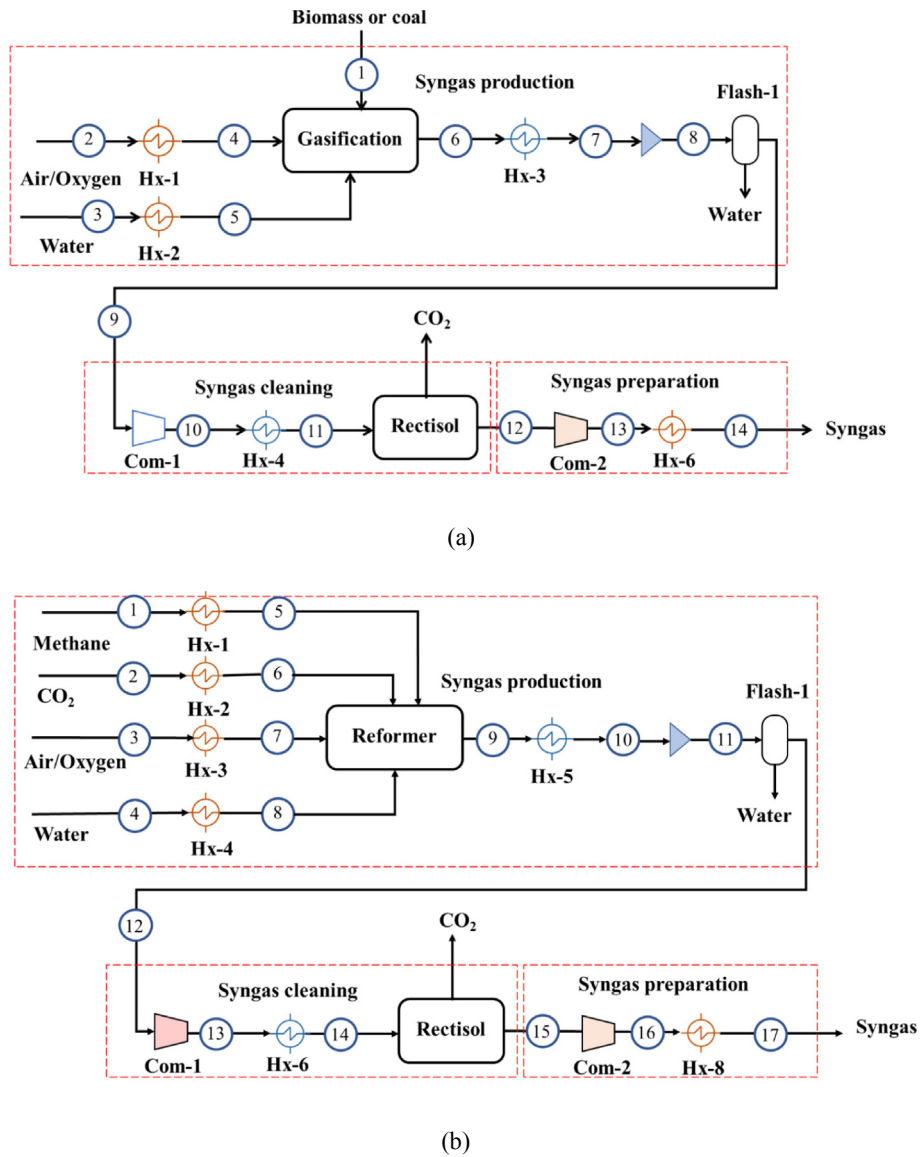 Biomass or coal
1
Syngas production
Flash-1
2
4
Gasification
6
7
8
Air/Oxygen
Hx-1
Hx-3
3
5
Water
Water
Hx-2
9
CO2
Syngas cleaning
Syngas preparation
10
11
Rectisol
12
13
14
Syngas
Com-1
Hx-4
Com-2
Hx-6
(a)
1
5
Methane
Hx-1
Syngas production
Flash-1
2
6
CO2
Hx-2
3
7
Reformer
9
10
11
Air/Oxygen
Hx-3
Hx-5
4
8
Water
Water
Hx-4
12
CO2
Syngas cleaning
Syngas preparation
13
14
Rectisol
15
16
17
Syngas
Com-1
Hx-6
Com-2
Hx-8
(b)